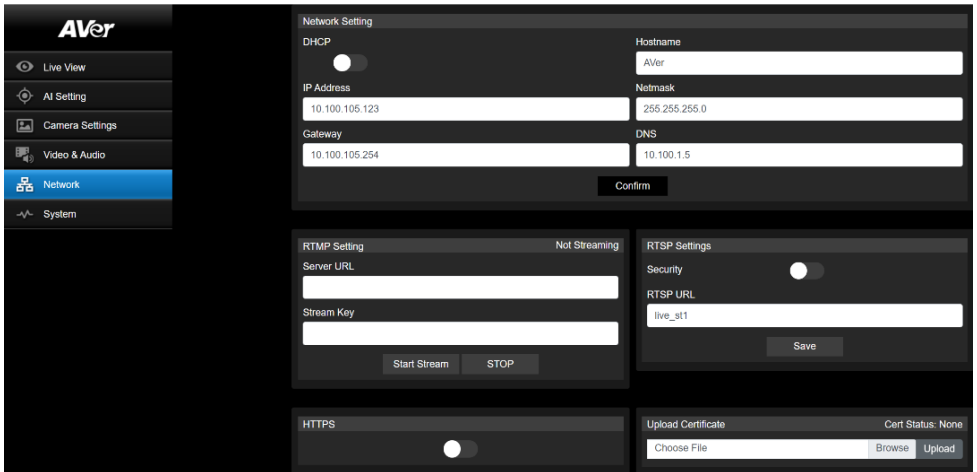 AVer
Live View
AI Setting
Camera Settings
Video & Audio
Network
System
Network Setting
DHCP
Hostname
AVer
IP Address
Netmask
10.100.105.123
255.255.255.0
Gateway
DNS
10.100.105.254
10.100.1.5
Confirm
RTMP Setting
Not Streaming
Server URL
Stream Key
Start Stream
STOP
RTSP Settings
Security
RTSP URL
live_st1
Save
HTTPS
Upload Certificate
Cert Status: None
Choose File
Browse
Upload